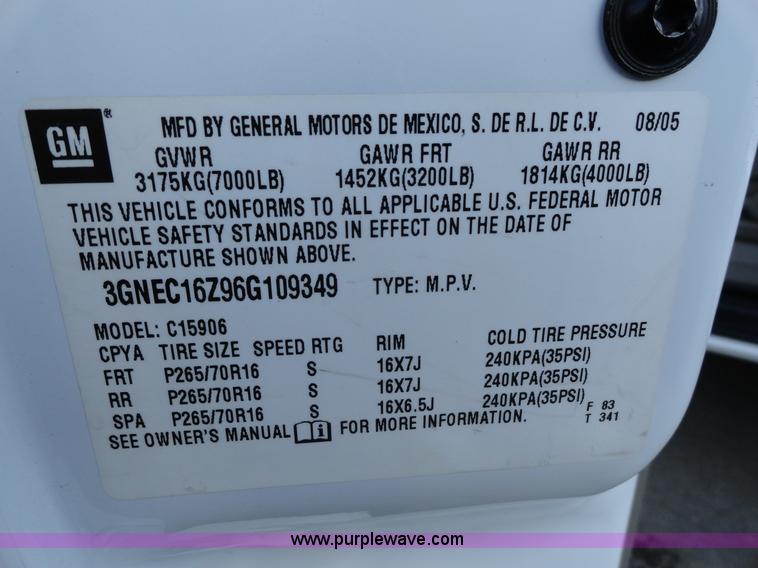 GM®
MFD BY GENERAL MOTORS DE MEXICO, S. DE R.L. DE C.V. 08/05
GVWR GAWR FRT GAWR RR
3175KG(7000LB) 1452KG(3200LB) 1814KG(4000LB)
THIS VEHICLE CONFORMS TO ALL APPLICABLE U.S. FEDERAL MOTOR
VEHICLE SAFETY STANDARDS IN EFFECT ON THE DATE OF
MANUFACTURE SHOWN ABOVE.
3GNEC16Z96G109349 TYPE: M.P.V.
MODEL: C15906
CPYA TIRE SIZE SPEED RTG RIM COLD TIRE PRESSURE
FRT P265/70R16 S 16X7J 240KPA(35PSI)
RR P265/70R16 S 16X7J 240KPA(35PSI)
SPA P265/70R16 S 16X6.5J 240KPA(35PSI) F 83
SEE OWNER'S MANUAL i FOR MORE INFORMATION. T 341
www.purplewave.com